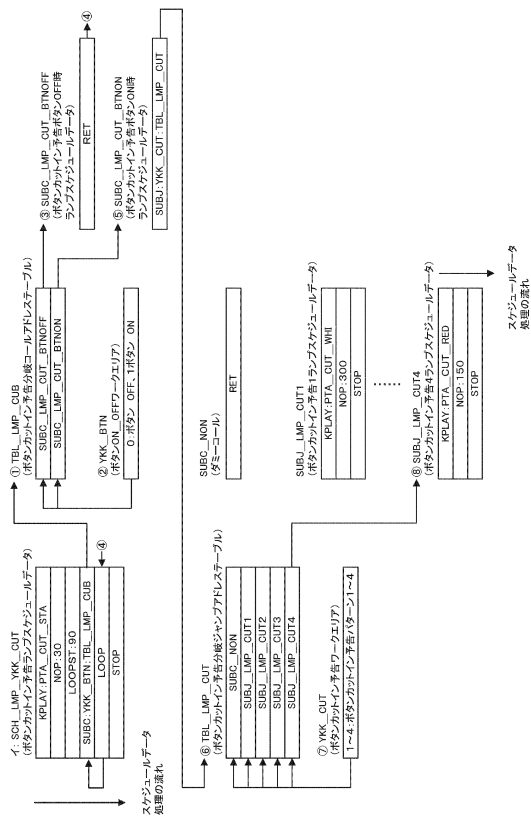 イ: SCH_LMP_YKK_CUT
(ボタンカットイン予告ランプスケジュールデータ)
KPLAY:PTA_CUT_STA
NOP:30
LOOPST:90
SUBC:YKK_BTN:TBL_LMP_CUB
LOOP
STOP
④
スケジュールデータ
処理の流れ
① TBL_LMP_CUB
(ボタンカットイン予告分岐コールアドレステーブル)
SUBC_LMP_CUT_BTNOFF
SUBC_LMP_CUT_BTNON
② YKK_BTN
(ボタンON_OFFワークエリア)
0:ボタン OFF、1ボタン ON
③ SUBC_LMP_CUT_BTNOFF
(ボタンカットイン予告ボタンOFF時
ランプスケジュールデータ)
RET
④
⑤ SUBC_LMP_CUT_BTNON
(ボタンカットイン予告ボタンON時
ランプスケジュールデータ)
SUBJ:YKK_CUT:TBL_LMP_CUT
⑥ TBL_LMP_CUT
(ボタンカットイン予告分岐ジャンプアドレステーブル)
SUBC_NON
SUBJ_LMP_CUT1
SUBJ_LMP_CUT2
SUBJ_LMP_CUT3
SUBJ_LMP_CUT4
⑦ YKK_CUT
(ボタンカットイン予告ワークエリア)
1~4:ボタンカットイン予告パターン1~4
SUBC_NON
(ダミーコール)
RET
SUBJ_LMP_CUT1
(ボタンカットイン予告1ランプスケジュールデータ)
KPLAY:PTA_CUT_WHI
NOP:300
STOP
……
⑧ SUBJ_LMP_CUT4
(ボタンカットイン予告4ランプスケジュールデータ)
KPLAY:PTA_CUT_RED
NOP:150
STOP
スケジュールデータ
処理の流れ